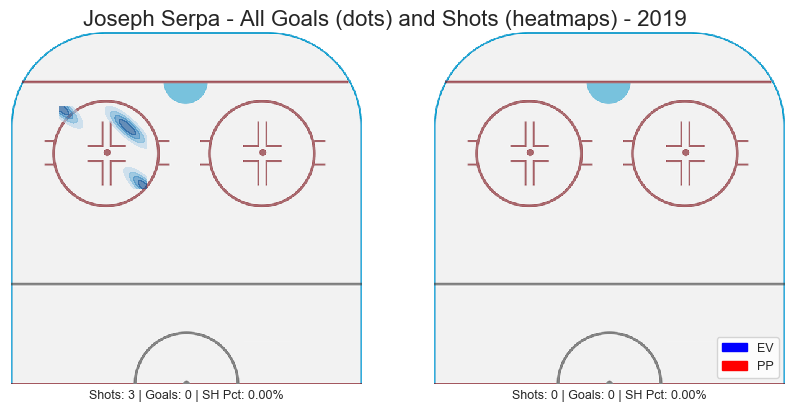 Joseph Serpa - All Goals (dots) and Shots (heatmaps) - 2019
EV
PP
Shots: 3 | Goals: 0 | SH Pct: 0.00%
Shots: 0 | Goals: 0 | SH Pct: 0.00%